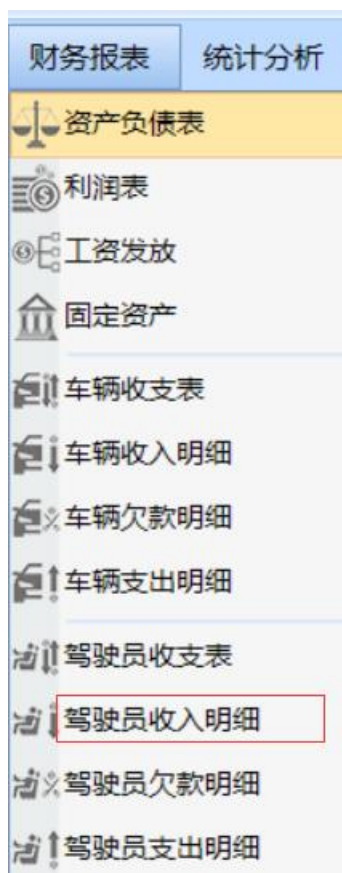 财务报表 统计分析
资产负债表
利润表
工资发放
固定资产
车辆收支表
车辆收入明细
车辆欠款明细
车辆支出明细
驾驶员收支表
驾驶员收入明细
驾驶员欠款明细
驾驶员支出明细